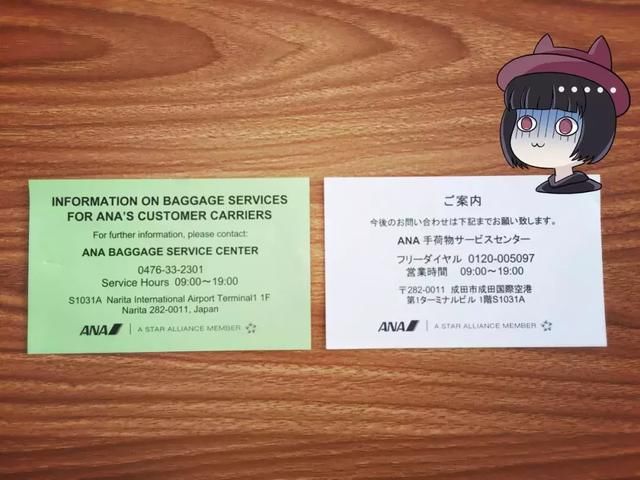 INFORMATION ON BAGGAGE SERVICES
FOR ANA'S CUSTOMER CARRIERS
For further information, please contact:
ANA BAGGAGE SERVICE CENTER
0476-33-2301
Service Hours 09:00～19:00
S1031A Narita International Airport Terminal1 1F
Narita 282-0011, Japan
ANA A STAR ALLIANCE MEMBER
ご案内
今後のお問い合わせは下記までお願い致します。
ANA 手荷物サービスセンター
フリーダイヤル 0120-005097
営業時間 09:00～19:00
〒282-0011 成田市成田国際空港
第1ターミナルビル 1階S1031A
ANA A STAR ALLIANCE MEMBER